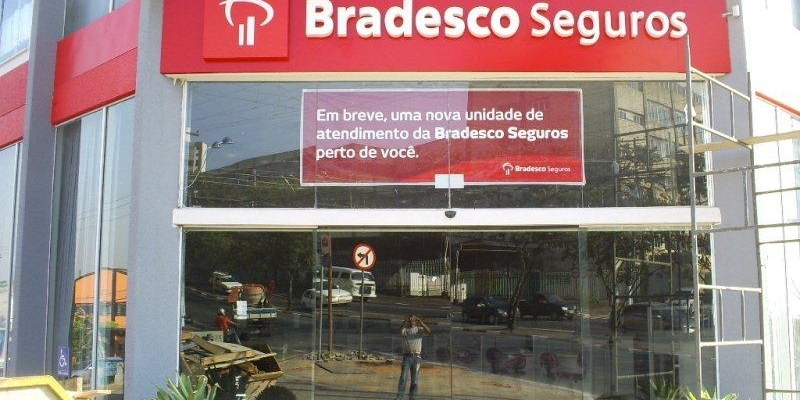 Bradesco Seguros
Em breve, uma nova unidade de
atendimento da Bradesco Seguros
perto de você.
Bradesco Seguros